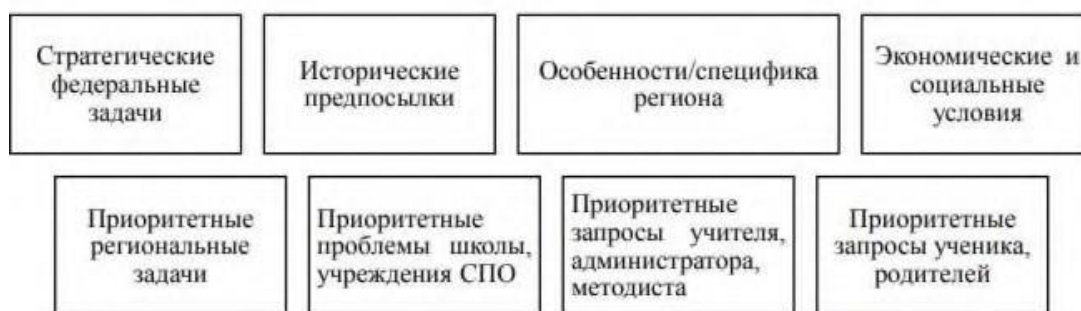 Стратегические
федеральные
задачи
Исторические
предпосылки
Особенности/специфика
региона
Экономические и
социальные
условия
Приоритетные
региональные
задачи
Приоритетные
проблемы школы,
учреждения СПО
Приоритетные
запросы учителя,
администратора,
методиста
Приоритетные
запросы ученика,
родителей